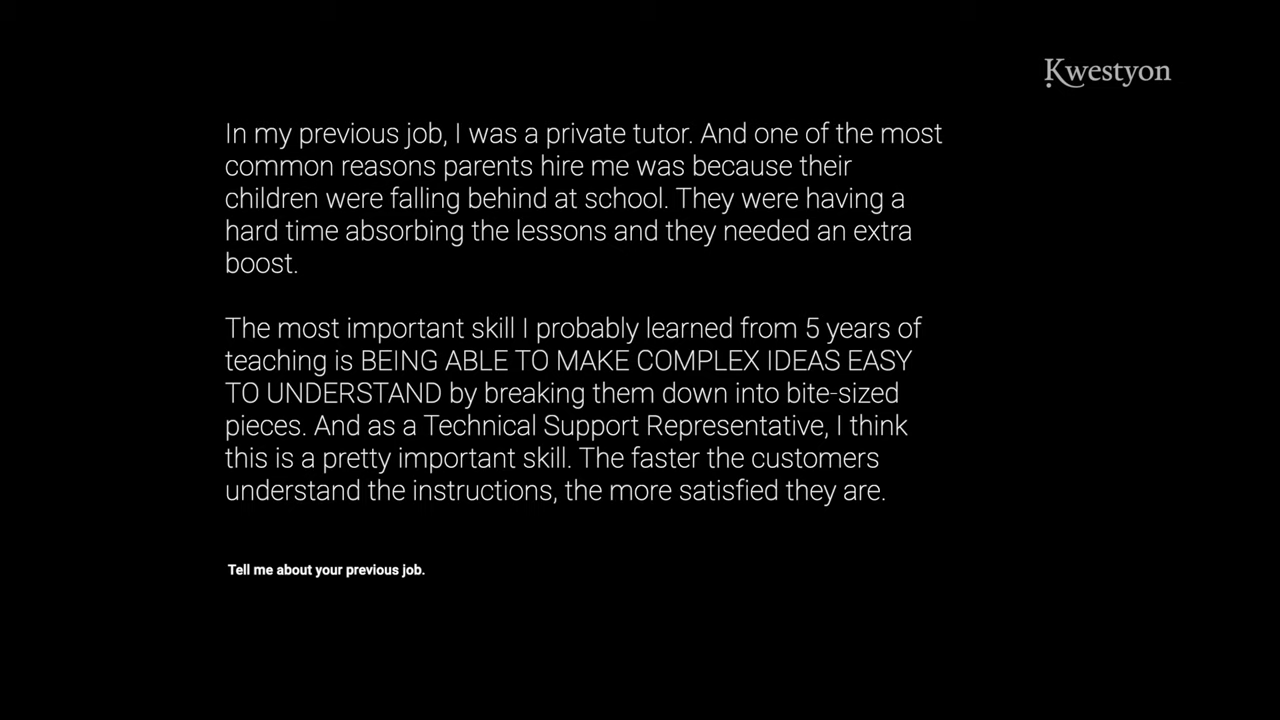 Kwestyon
In my previous job, I was a private tutor. And one of the most
common reasons parents hire me was because their
children were falling behind at school. They were having a
hard time absorbing the lessons and they needed an extra
boost.
The most important skill I probably learned from 5 years of
teaching is BEING ABLE TO MAKE COMPLEX IDEAS EASY
TO UNDERSTAND by breaking them down into bite-sized
pieces. And as a Technical Support Representative, I think
this is a pretty important skill. The faster the customers
understand the instructions, the more satisfied they are.
Tell me about your previous job.